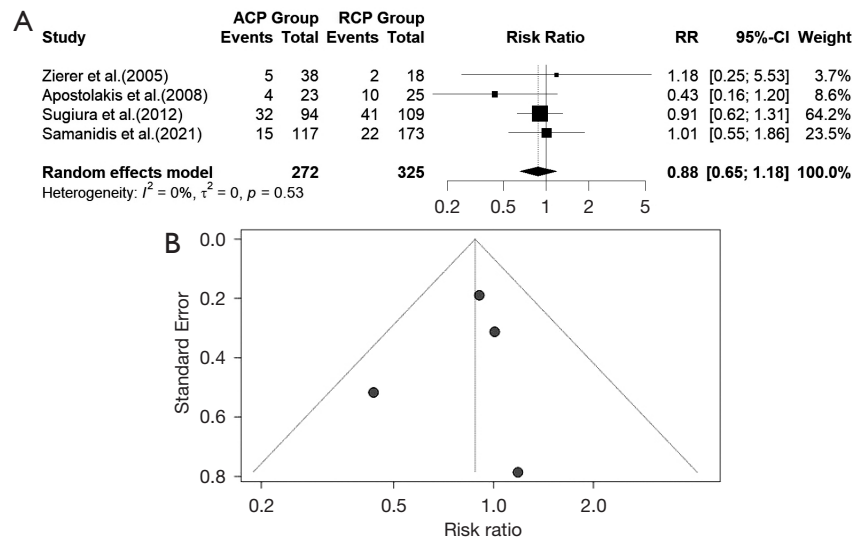 A
ACP Group RCP Group
Study Events Total Events Total Risk Ratio RR 95%-CI Weight
Zierer et al.(2005) 5 38 2 18 1.18 [0.25; 5.53] 3.7%
Apostolakis et al.(2008) 4 23 10 25 0.43 [0.16; 1.20] 8.6%
Sugiura et al.(2012) 32 94 41 109 0.91 [0.62; 1.31] 64.2%
Samanidis et al.(2021) 15 117 22 173 1.01 [0.55; 1.86] 23.5%
Random effects model 272 325 0.88 [0.65; 1.18] 100.0%
Heterogeneity: I² = 0%, τ² = 0, p = 0.53
0.2 0.5 1 2 5
B
0.0
0.2
0.4
0.6
0.8
Standard Error
0.2 0.5 1.0 2.0
Risk ratio